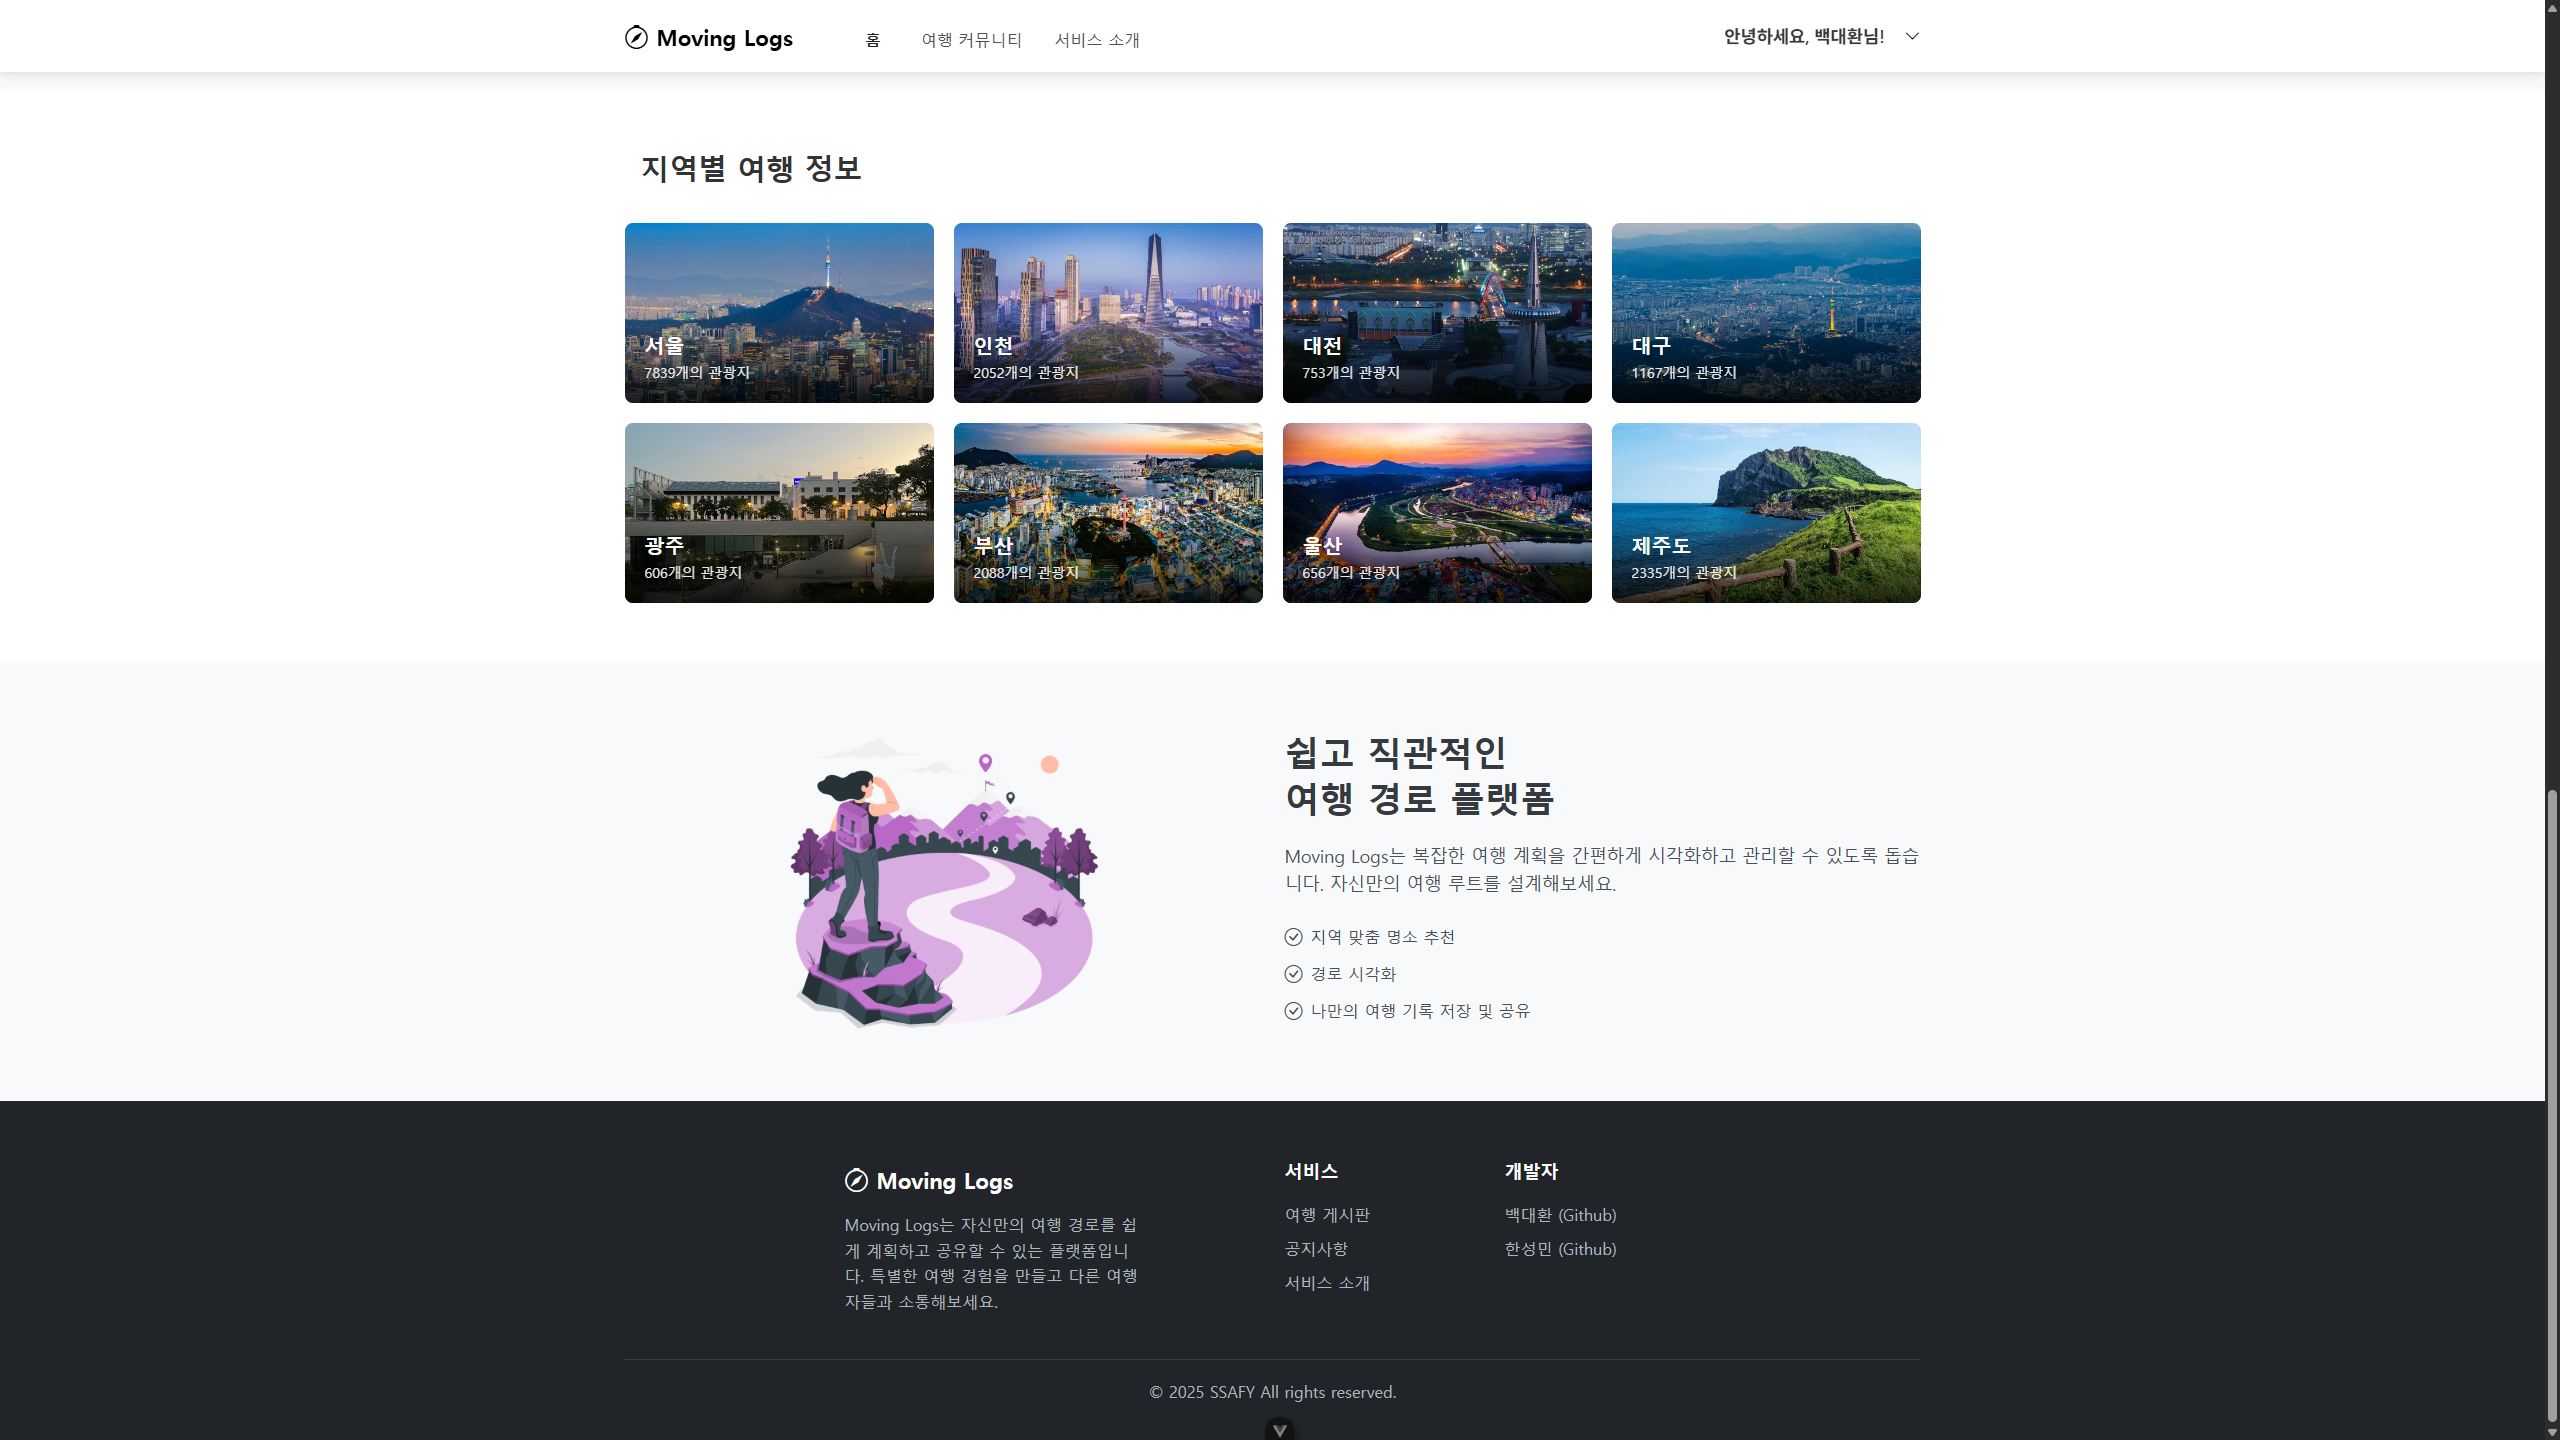 Moving Logs
홈
여행 커뮤니티
서비스 소개
안녕하세요, 백대환님!
지역별 여행 정보
서울
7839개의 관광지
인천
2052개의 관광지
대전
753개의 관광지
대구
1167개의 관광지
광주
606개의 관광지
부산
2088개의 관광지
울산
656개의 관광지
제주도
2335개의 관광지
쉽고 직관적인
여행 경로 플랫폼
Moving Logs는 복잡한 여행 계획을 간편하게 시각화하고 관리할 수 있도록 돕습
니다. 자신만의 여행 루트를 설계해보세요.
지역 맞춤 명소 추천
경로 시각화
나만의 여행 기록 저장 및 공유
Moving Logs
Moving Logs는 자신만의 여행 경로를 쉽
게 계획하고 공유할 수 있는 플랫폼입니
다. 특별한 여행 경험을 만들고 다른 여행
자들과 소통해보세요.
서비스
여행 게시판
공지사항
서비스 소개
개발자
백대환 (Github)
한성민 (Github)
© 2025 SSAFY All rights reserved.